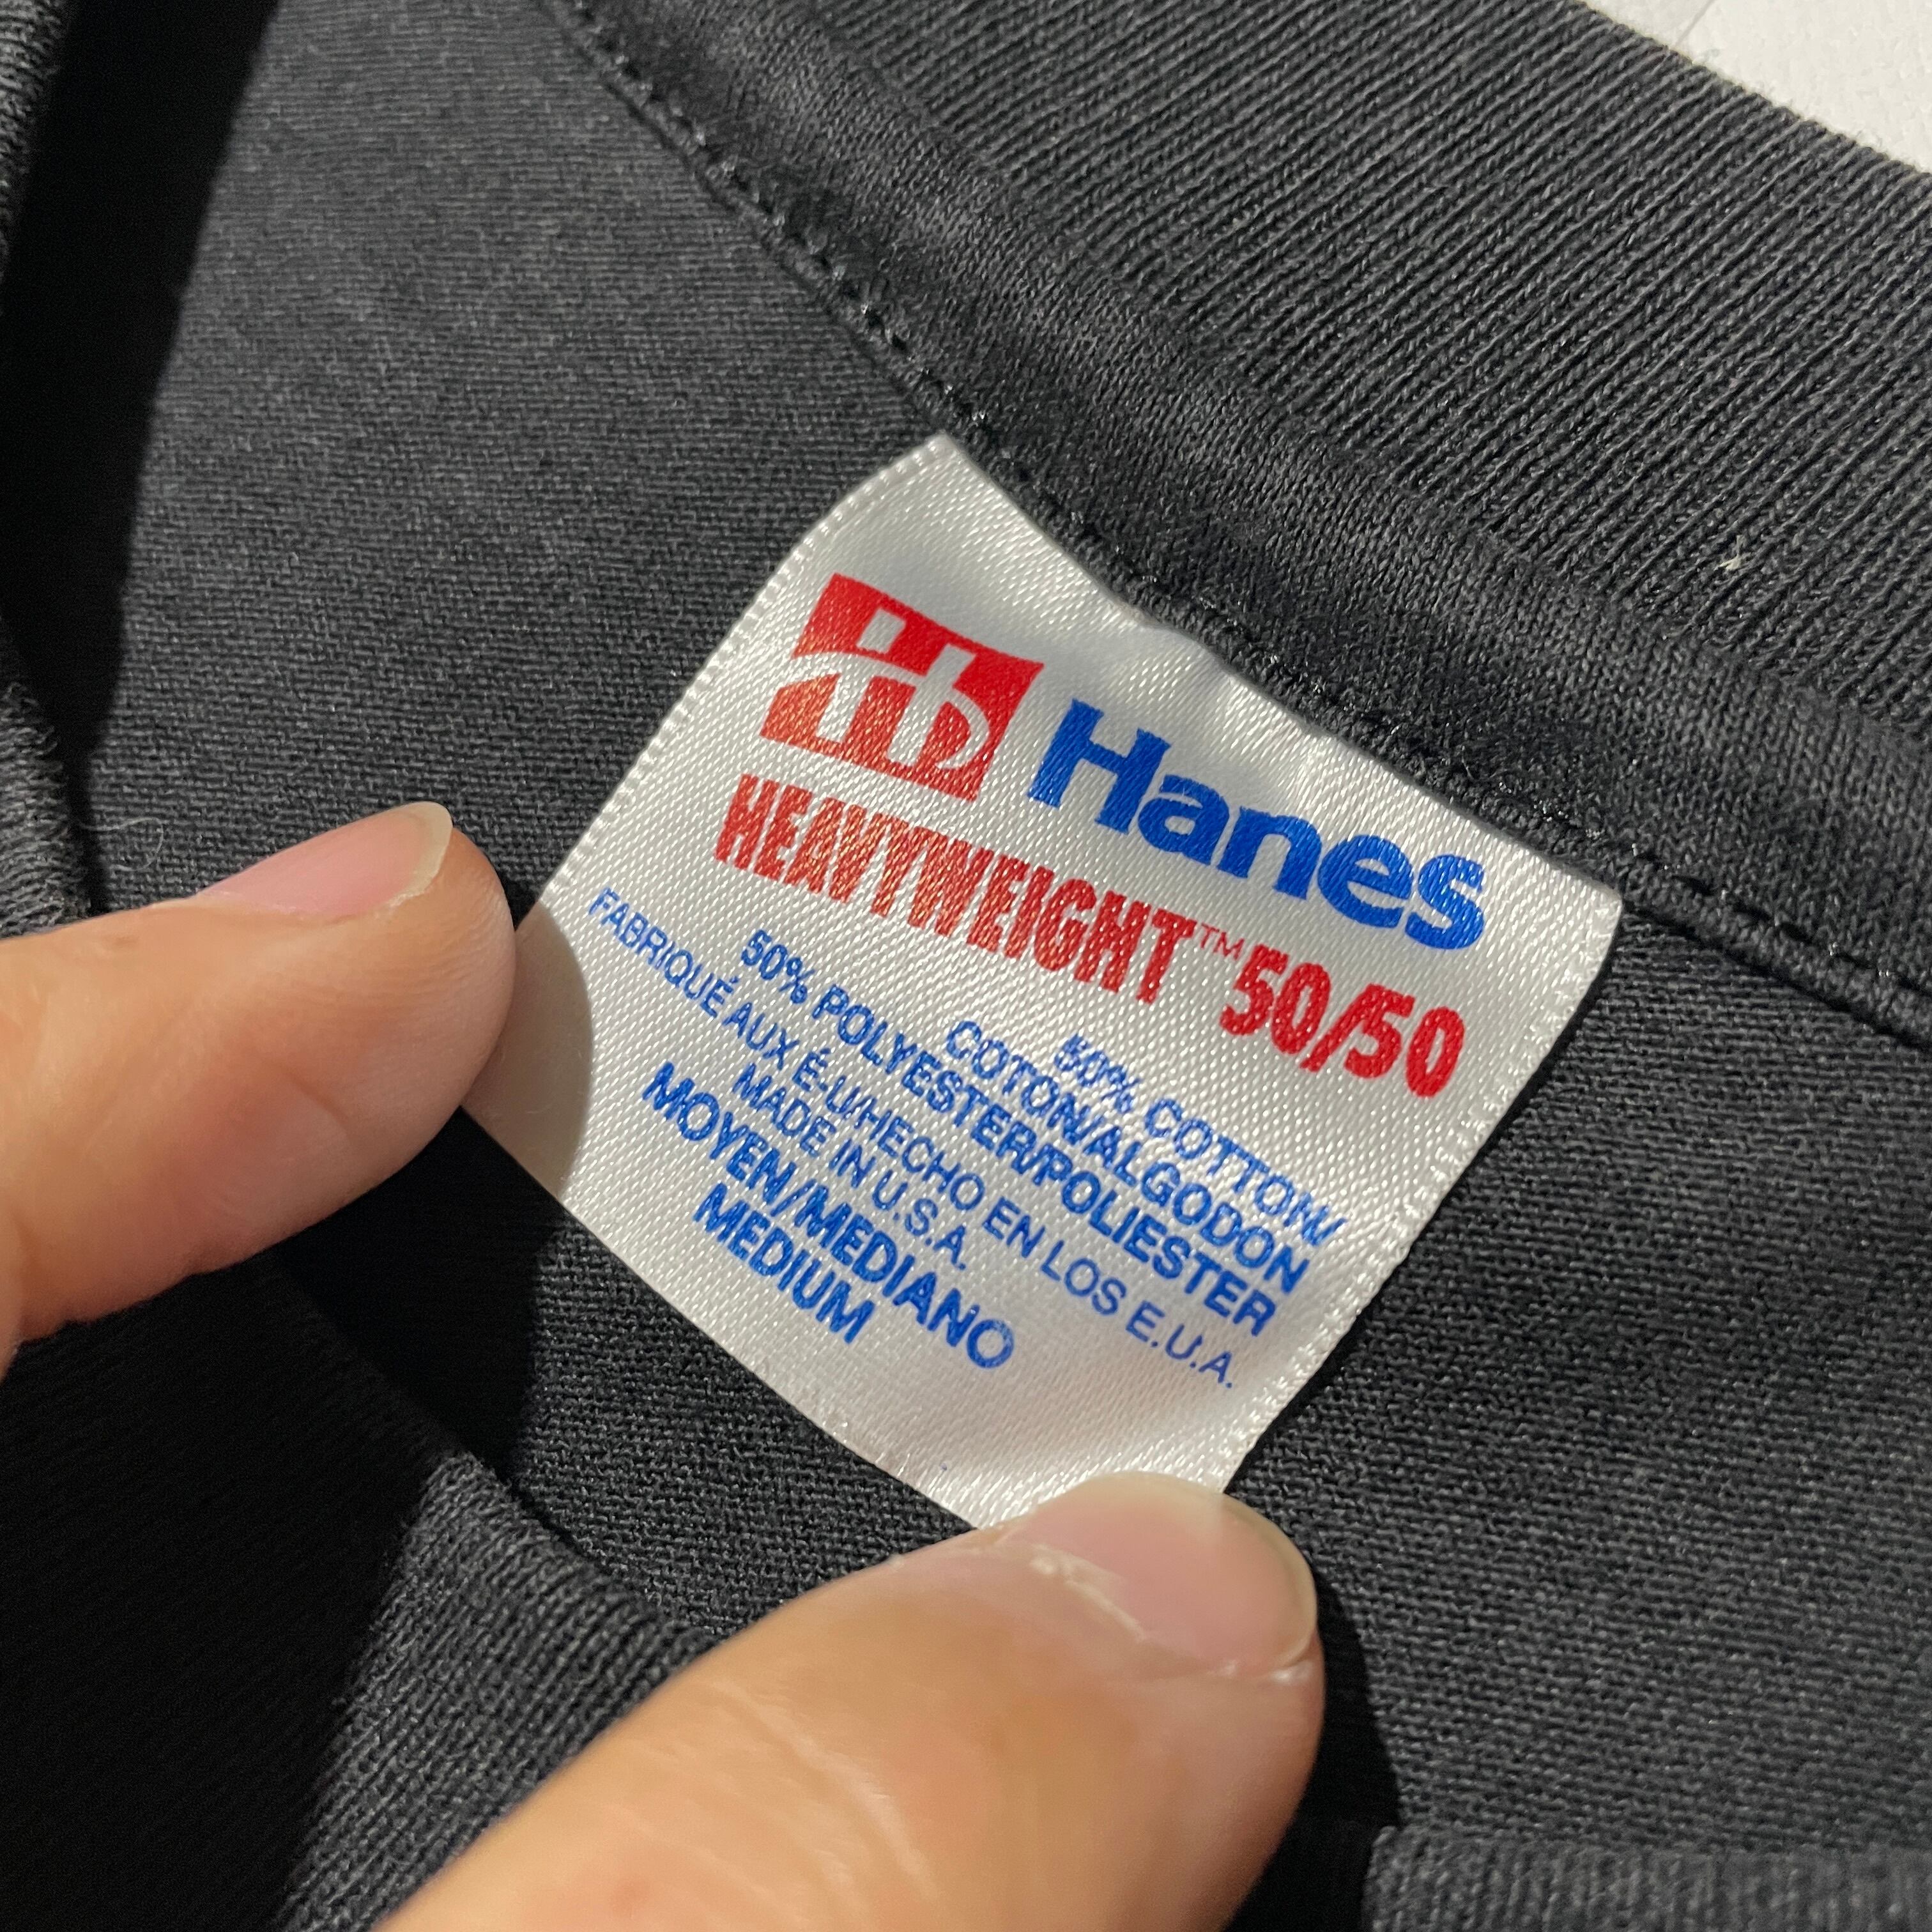 Hb Hanes
HEAVYWEIGHT™ 50/50
50% COTTON/
COTON/ALGODON
50% POLYESTER/POLIESTER
FABRIQUÉ AUX É-U/HECHO EN LOS E.U.A.
MADE IN U.S.A.
MOYEN/MEDIANO
MEDIUM